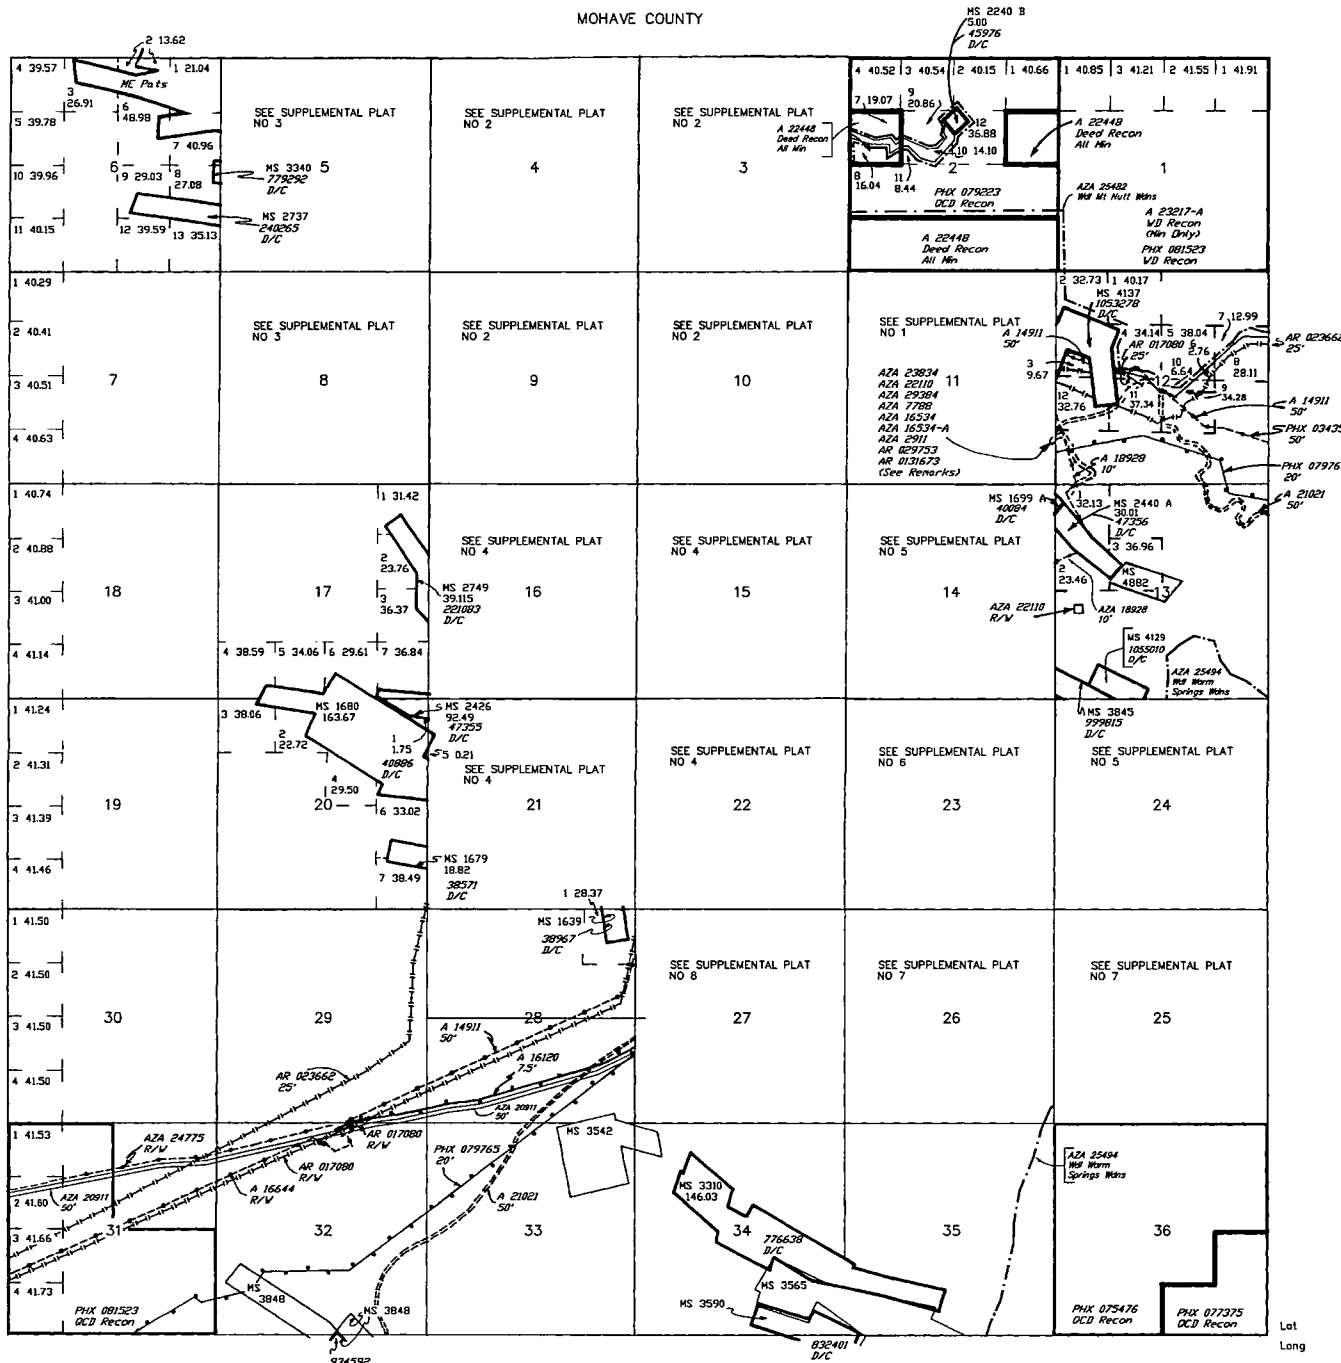 MOHAVE COUNTY
MS 2240 B
5.00
45976
D/C
2 13.62
4 39.57
1 21.04
MC Pats
3
26.91
6
48.98
5 39.78
7 40.96
10 39.96
6
9 29.03
8
27.08
MS 3340
779292
D/C
11 40.15
12 39.59
13 35.13
MS 2737
240265
D/C
SEE SUPPLEMENTAL PLAT
NO 3
5
SEE SUPPLEMENTAL PLAT
NO 2
4
SEE SUPPLEMENTAL PLAT
NO 2
3
A 22448
Deed Recon
All Min
4 40.52
3 40.54
2 40.15
1 40.66
7 19.07
9
20.86
12
36.88
10 14.10
8
16.04
11
8.44
2
PHX 079223
QCD Recon
A 22448
Deed Recon
All Min
1 40.85
3 41.21
2 41.55
1 41.91
A 22448
Deed Recon
All Min
1
AZA 25482
Wdl Mt Nutt Wdns
A 23217-A
WD Recon
(Min Only)
PHX 081523
WD Recon
1 40.29
2 40.41
3 40.51
7
4 40.63
SEE SUPPLEMENTAL PLAT
NO 3
8
SEE SUPPLEMENTAL PLAT
NO 2
9
SEE SUPPLEMENTAL PLAT
NO 2
10
SEE SUPPLEMENTAL PLAT
NO 1
11
AZA 23834
AZA 22110
AZA 29384
AZA 7788
AZA 16534
AZA 16534-A
AZA 2911
AR 029753
AR 0131673
(See Remarks)
A 14911
50'
2 32.73
1 40.17
MS 4137
1053278
D/C
4 34.14
5 38.04
7 12.99
AR 017080
25'
6
2.76
10
6.64
8
28.11
3
9.67
12
9
34.28
12
32.76
11
37.34
AR 023662
25'
A 14911
50'
PHX 03435
50'
PHX 07976
20'
A 21021
50'
A 18928
10'
1 40.74
2 40.88
3 41.00
18
4 41.14
1 31.42
2
23.76
17
3
36.37
MS 2749
39.115
221083
D/C
4 38.59
5 34.06
6 29.61
7 36.84
SEE SUPPLEMENTAL PLAT
NO 4
16
SEE SUPPLEMENTAL PLAT
NO 4
15
SEE SUPPLEMENTAL PLAT
NO 5
14
MS 1699 A
40084
D/C
1
32.13
MS 2440 A
30.01
47356
D/C
3 36.96
2
23.46
MS
4882
13
AZA 22110
R/W
AZA 18928
10'
MS 4129
1055010
D/C
AZA 25494
Wdl Warm
Springs Wdns
MS 3845
999815
D/C
1 41.24
2 41.31
3 41.39
19
4 41.46
3 38.06
MS 1680
163.67
2
22.72
1
1.75
40886
D/C
MS 2426
92.49
47355
D/C
5 0.21
4
29.50
20
6 33.02
MS 1679
18.82
38571
D/C
7 38.49
SEE SUPPLEMENTAL PLAT
NO 4
21
SEE SUPPLEMENTAL PLAT
NO 4
22
SEE SUPPLEMENTAL PLAT
NO 6
23
SEE SUPPLEMENTAL PLAT
NO 5
24
1 41.50
2 41.50
3 41.50
30
4 41.50
29
AR 023662
25'
1 28.37
MS 1639
38967
D/C
28
A 14911
50'
A 16120
7.5'
AZA 20911
50'
SEE SUPPLEMENTAL PLAT
NO 8
27
SEE SUPPLEMENTAL PLAT
NO 7
26
SEE SUPPLEMENTAL PLAT
NO 7
25
1 41.53
2 41.60
3 41.66
4 41.73
AZA 24775
R/W
AZA 20911
50'
31
PHX 081523
QCD Recon
AR 017080
R/W
AR 017080
R/W
A 16644
R/W
PHX 079765
20'
32
MS
3848
MS 3848
934592
A 21021
50'
33
MS 3542
MS 3310
146.03
34
776638
D/C
MS 3565
MS 3590
832401
D/C
35
AZA 25494
Wdl Warm
Springs Wdns
36
PHX 075476
QCD Recon
PHX 077375
QCD Recon
Lat
Long